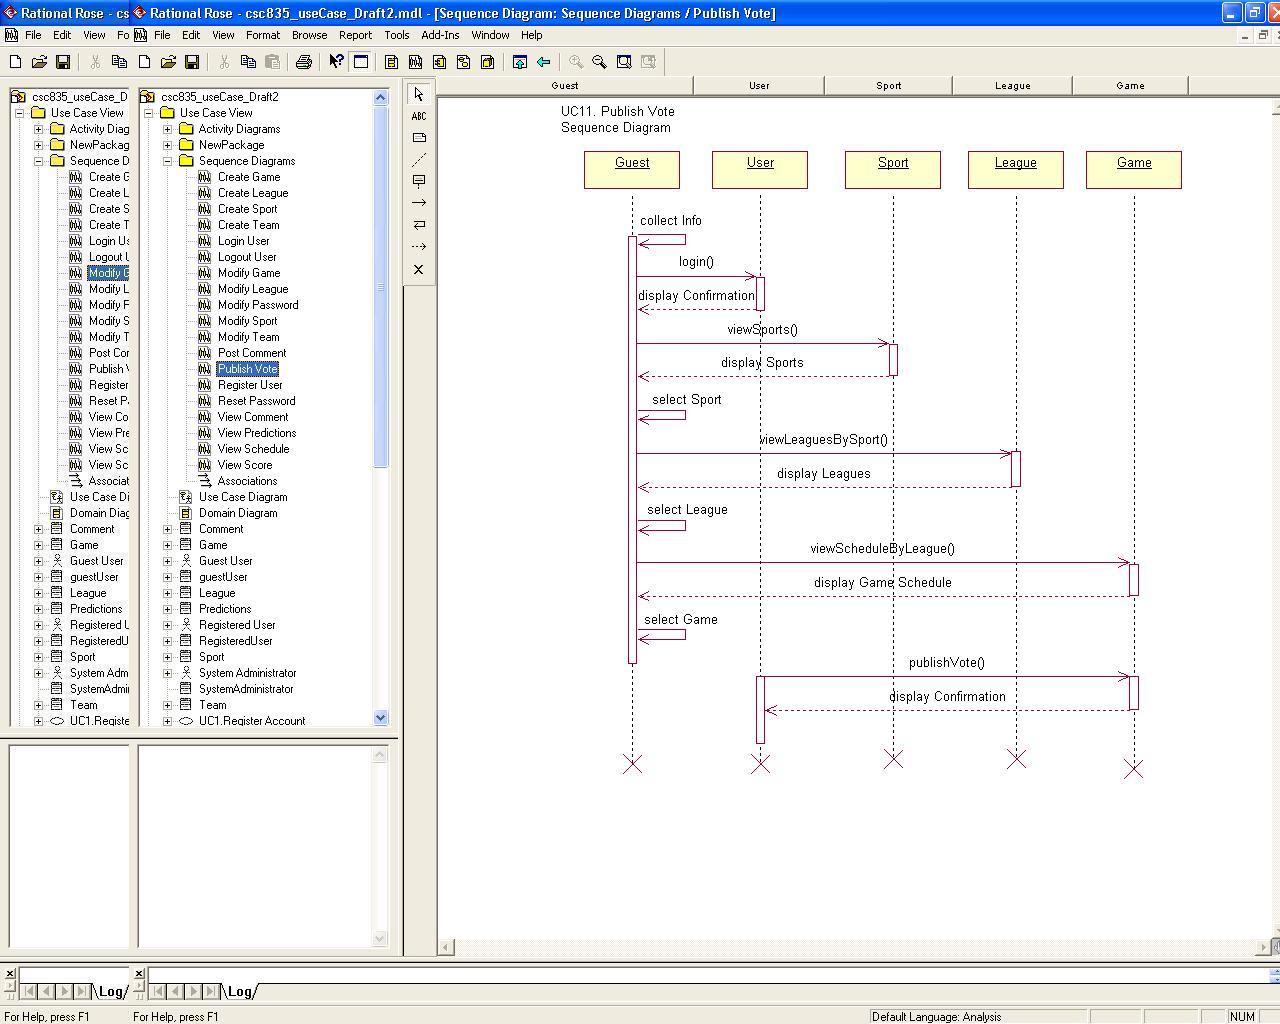 Rational Rose - cs
Rational Rose - csc835_useCase_Draft2.mdl - [Sequence Diagram: Sequence Diagrams / Publish Vote]
File Edit View Fo
File Edit View Format Browse Report Tools Add-Ins Window Help
csc835_useCase_D
Use Case View
Activity Diag
NewPackag
Sequence D
Create G
Create L
Create S
Create T
Login Us
Logout U
Modify G
Modify L
Modify F
Modify S
Modify T
Post Cor
Publish V
Register
Reset P
View Co
View Pre
View Sc
View Sc
Associat
Use Case Di
Domain Diag
Comment
Game
Guest User
guestUser
League
Predictions
Registered U
RegisteredU
Sport
System Adm
SystemAdmi
Team
UC1.Registe
csc835_useCase_Draft2
Use Case View
Activity Diagrams
NewPackage
Sequence Diagrams
Create Game
Create League
Create Sport
Create Team
Login User
Logout User
Modify Game
Modify League
Modify Password
Modify Sport
Modify Team
Post Comment
Publish Vote
Register User
Reset Password
View Comment
View Predictions
View Schedule
View Score
Associations
Use Case Diagram
Domain Diagram
Comment
Game
Guest User
guestUser
League
Predictions
Registered User
RegisteredUser
Sport
System Administrator
SystemAdministrator
Team
UC1.Register Account
ABC
Guest User Sport League Game
UC11. Publish Vote
Sequence Diagram
Guest User Sport League Game
collect Info
login()
display Confirmation
viewSports()
display Sports
select Sport
viewLeaguesBySport()
display Leagues
select League
viewScheduleByLeague()
display Game Schedule
select Game
publishVote()
display Confirmation
Log
Log
For Help, press F1
For Help, press F1
Default Language: Analysis
NUM